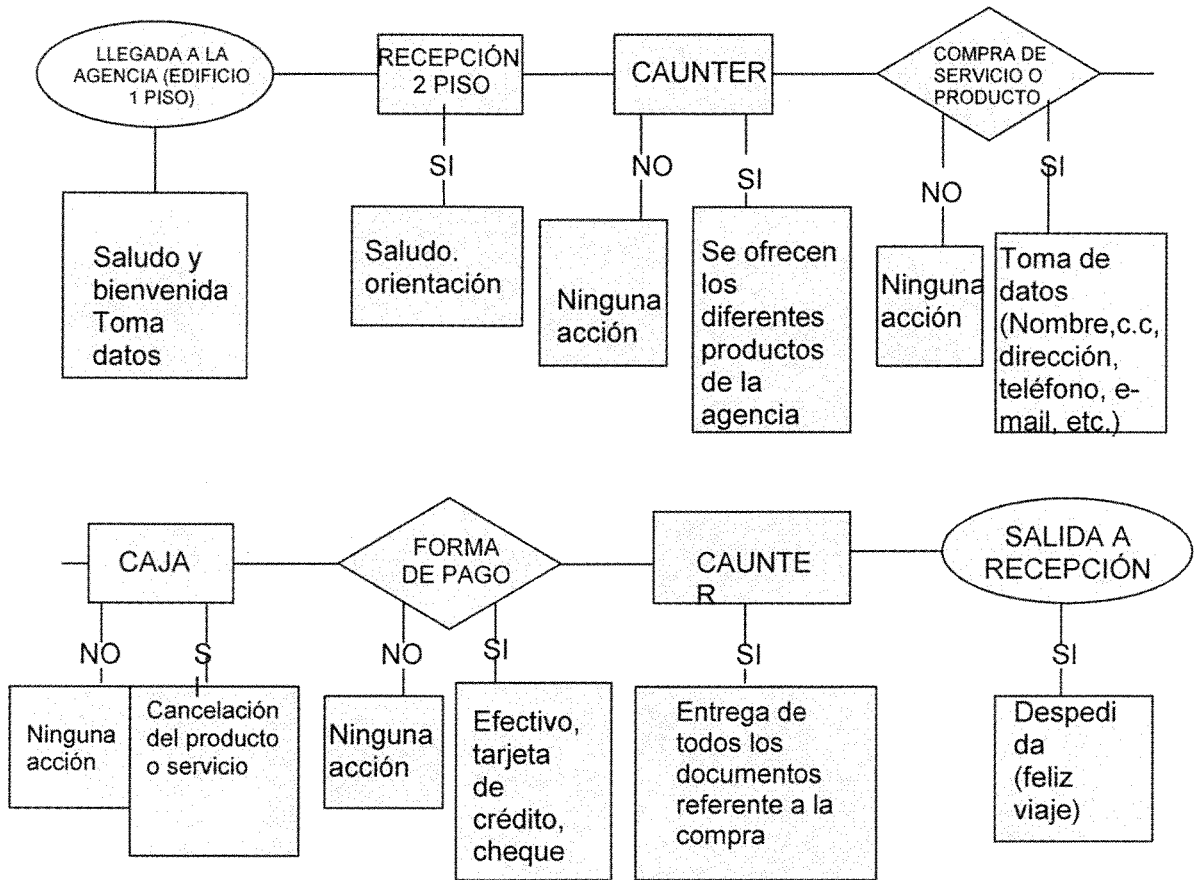 LLEGADA A LA
AGENCIA (EDIFICIO
1 PISO)
RECEPCIÓN
2 PISO
CAUNTER
COMPRA DE
SERVICIO O
PRODUCTO
SI
NO
SI
NO
SI
Saludo y
bienvenida
Toma
datos
Saludo.
orientación
Ninguna
acción
Se ofrecen
los
diferentes
productos
de la
agencia
Ninguna
acción
Toma de
datos
(Nombre,c.c,
dirección,
teléfono, e-
mail, etc.)
CAJA
FORMA
DE PAGO
CAUNTE
R
SALIDA A
RECEPCIÓN
NO
S
NO
SI
SI
SI
Ninguna
acción
Cancelación
del producto
o servicio
Ninguna
acción
Efectivo,
tarjeta
de
crédito,
cheque
Entrega de
todos los
documentos
referente a la
compra
Despedi
da
(feliz
viaje)